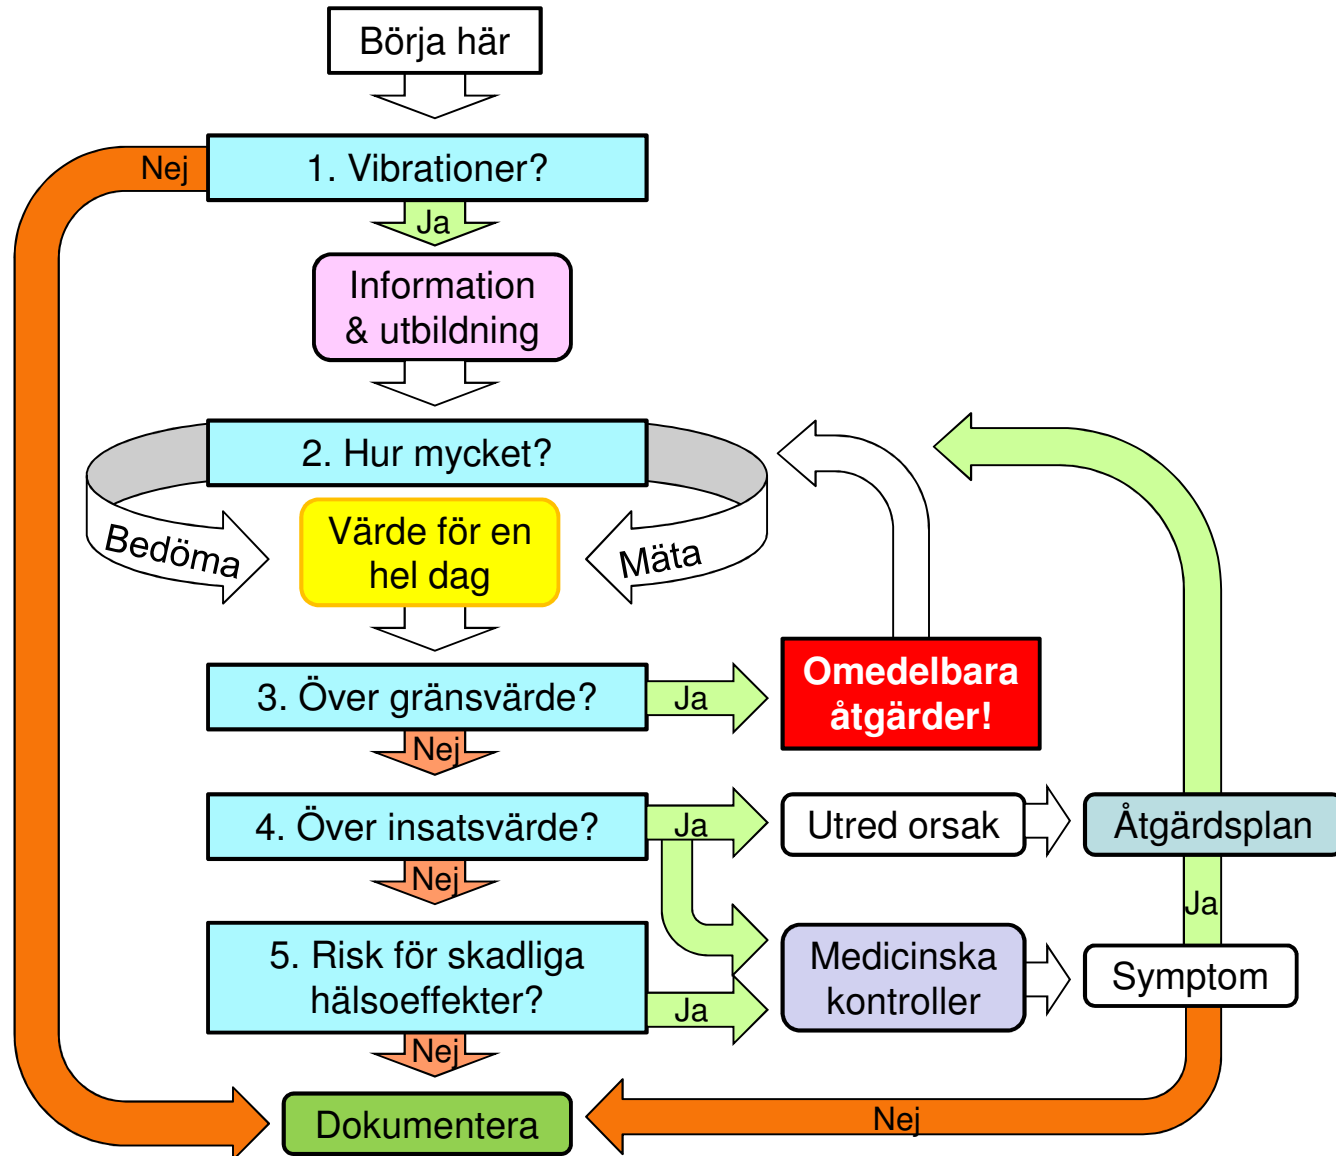 Börja här
Nej
1. Vibrationer?
Ja
Information
& utbildning
2. Hur mycket?
Bedöma
Värde för en
hel dag
Mäta
3. Över gränsvärde?
Ja
Omedelbara
åtgärder!
Nej
4. Över insatsvärde?
Ja
Utred orsak
Åtgärdsplan
Nej
Ja
5. Risk för skadliga
hälsoeffekter?
Ja
Medicinska
kontroller
Symptom
Nej
Dokumentera
Nej